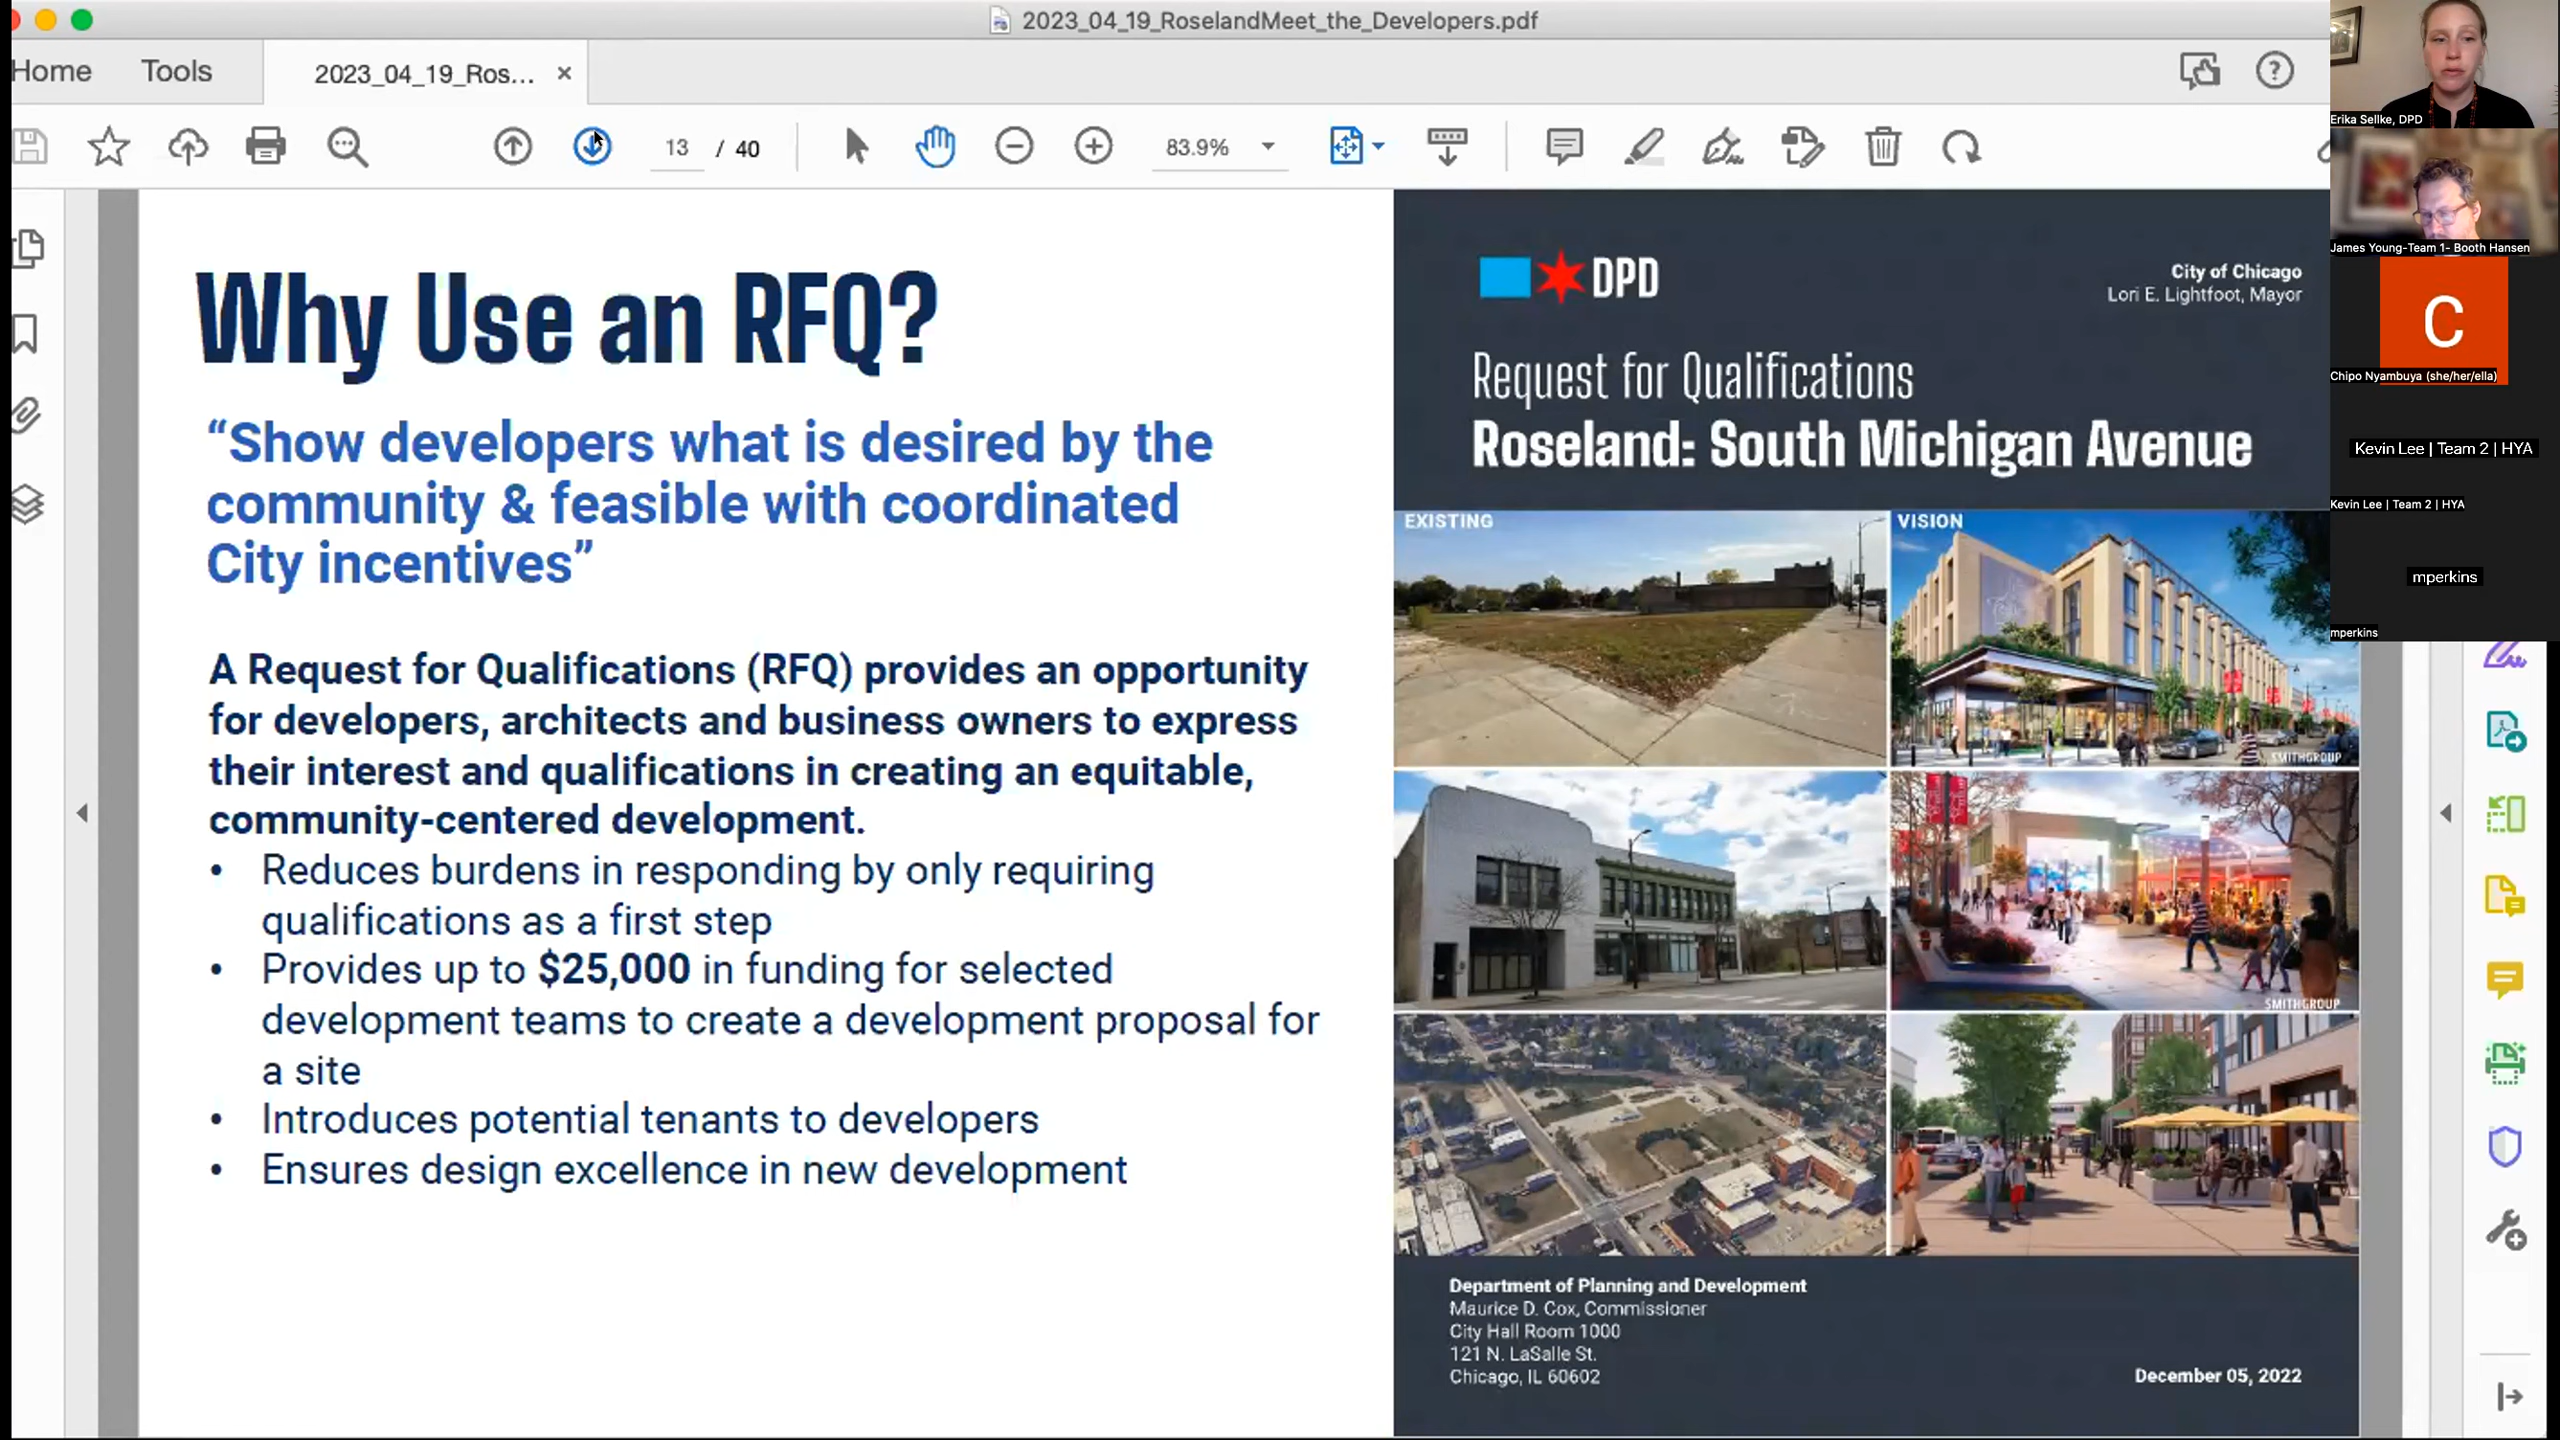 2023_04_19_RoselandMeet_the_Developers.pdf
Home
Tools
2023_04_19_Ros...
13 / 40
83.9%
Why Use an RFQ?
“Show developers what is desired by the
community & feasible with coordinated
City incentives”
A Request for Qualifications (RFQ) provides an opportunity
for developers, architects and business owners to express
their interest and qualifications in creating an equitable,
community-centered development.
• Reduces burdens in responding by only requiring
qualifications as a first step
• Provides up to $25,000 in funding for selected
development teams to create a development proposal for
a site
• Introduces potential tenants to developers
• Ensures design excellence in new development
DPD
City of Chicago
Lori E. Lightfoot, Mayor
Request for Qualifications
Roseland: South Michigan Avenue
EXISTING
VISION
SMITHGROUP
SMITHGROUP
Department of Planning and Development
Maurice D. Cox, Commissioner
City Hall Room 1000
121 N. LaSalle St.
Chicago, IL 60602
December 05, 2022
Erika Sellke, DPD
James Young-Team 1- Booth Hansen
C
Chipo Nyambuya (she/her/ella)
Kevin Lee | Team 2 | HYA
Kevin Lee | Team 2 | HYA
mperkins
mperkins